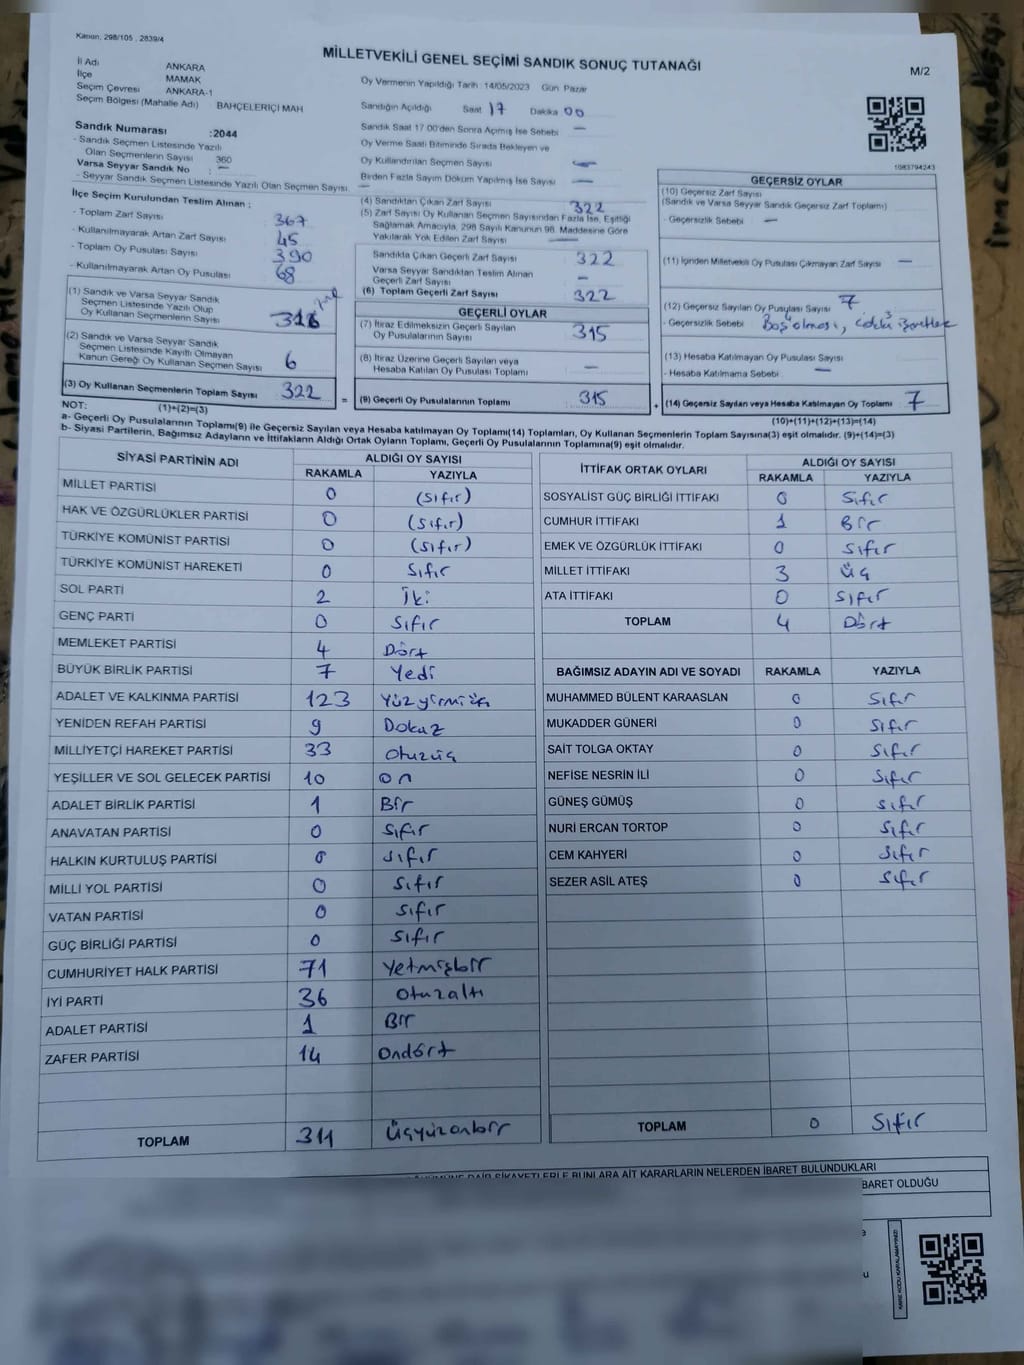 Kanun, 298/105 , 2839/4
MİLLETVEKİLİ GENEL SEÇİMİ SANDIK SONUÇ TUTANAĞI
M/2
İl Adı ANKARA
İlçe MAMAK
Seçim Çevresi ANKARA-1
Seçim Bölgesi (Mahalle Adı) BAHÇELERİÇİ MAH
Sandık Numarası :2044
- Sandık Seçmen Listesinde Yazılı
Olan Seçmenlerin Sayısı 360
Varsa Seyyar Sandık No : —
- Seyyar Sandık Seçmen Listesinde Yazılı Olan Seçmen Sayısı. —
İlçe Seçim Kurulundan Teslim Alınan :
- Toplam Zarf Sayısı 367
- Kullanılmayarak Artan Zarf Sayısı 45
- Toplam Oy Pusulası Sayısı 390
- Kullanılmayarak Artan Oy Pusulası 68
(1) Sandık ve Varsa Seyyar Sandık
Seçmen Listesinde Yazılı Olup
Oy Kullanan Seçmenlerin Sayısı 316
(2) Sandık ve Varsa Seyyar Sandık
Seçmen Listesinde Kayıtlı Olmayan
Kanun Gereği Oy Kullanan Seçmen Sayısı 6
(3) Oy Kullanan Seçmenlerin Toplam Sayısı 322
Oy Vermenin Yapıldığı Tarih : 14/05/2023 Gün Pazar
Sandığın Açıldığı Saat 17 Dakika 00
Sandık Saat 17:00'den Sonra Açılmış İse Sebebi —
Oy Verme Saati Bitiminde Sırada Bekleyen ve
Oy Kullandırılan Seçmen Sayısı —
Birden Fazla Sayım Döküm Yapılmış İse Sayısı —
(4) Sandıktan Çıkan Zarf Sayısı 322
(5) Zarf Sayısı Oy Kullanan Seçmen Sayısından Fazla İse, Eşitliği
Sağlamak Amacıyla, 298 Sayılı Kanunun 98. Maddesine Göre
Yakılarak Yok Edilen Zarf Sayısı —
Sandıkta Çıkan Geçerli Zarf Sayısı 322
Varsa Seyyar Sandıktan Teslim Alınan
Geçerli Zarf Sayısı —
(6) Toplam Geçerli Zarf Sayısı 322
GEÇERLİ OYLAR
(7) İtiraz Edilmeksizin Geçerli Sayılan
Oy Pusulalarının Sayısı 315
(8) İtiraz Üzerine Geçerli Sayılan veya
Hesaba Katılan Oy Pusulası Toplamı —
= (9) Geçerli Oy Pusulalarının Toplamı 315
1083794243
GEÇERSİZ OYLAR
(10) Geçersiz Zarf Sayısı
(Sandık ve Varsa Seyyar Sandık Geçersiz Zarf Toplamı)
- Geçersizlik Sebebi —
(11) İçinden Milletvekili Oy Pusulası Çıkmayan Zarf Sayısı —
(12) Geçersiz Sayılan Oy Pusulası Sayısı 7
- Geçersizlik Sebebi 4 3
Boş olması,
(13) Hesaba Katılmayan Oy Pusulası Sayısı
- Hesaba Katılmama Sebebi —
+ (14) Geçersiz Sayılan veya Hesaba Katılmayan Oy Toplamı 7
NOT: (1)+(2)=(3) (10)+(11)+(12)+(13)=(14)
a- Geçerli Oy Pusulalarının Toplamı(9) ile Geçersiz Sayılan veya Hesaba katılmayan Oy Toplamı(14) Toplamları, Oy Kullanan Seçmenlerin Toplam Sayısına(3) eşit olmalıdır. (9)+(14)=(3)
b- Siyasi Partilerin, Bağımsız Adayların ve İttifakların Aldığı Ortak Oyların Toplamı, Geçerli Oy Pusulalarının Toplamına(9) eşit olmalıdır.
SİYASİ PARTİNİN ADI ALDIĞI OY SAYISI
RAKAMLA YAZIYLA
MİLLET PARTİSİ 0 (Sıfır)
HAK VE ÖZGÜRLÜKLER PARTİSİ 0 (Sıfır)
TÜRKİYE KOMÜNİST PARTİSİ 0 (Sıfır)
TÜRKİYE KOMÜNİST HAREKETİ 0 Sıfır
SOL PARTİ 2 İki
GENÇ PARTİ 0 Sıfır
MEMLEKET PARTİSİ 4 Dört
BÜYÜK BİRLİK PARTİSİ 7 Yedi
ADALET VE KALKINMA PARTİSİ 123 Yüzyirmiüç
YENİDEN REFAH PARTİSİ 9 Dokuz
MİLLİYETÇİ HAREKET PARTİSİ 33 Otuzüç
YEŞİLLER VE SOL GELECEK PARTİSİ 10 on
ADALET BİRLİK PARTİSİ 1 Bir
ANAVATAN PARTİSİ 0 Sıfır
HALKIN KURTULUŞ PARTİSİ 0 Sıfır
MİLLİ YOL PARTİSİ 0 Sıfır
VATAN PARTİSİ 0 Sıfır
GÜÇ BİRLİĞİ PARTİSİ 0 Sıfır
CUMHURİYET HALK PARTİSİ 71 Yetmişbir
İYİ PARTİ 36 Otuzaltı
ADALET PARTİSİ 1 Bir
ZAFER PARTİSİ 14 Ondört
TOPLAM 311 Üçyüzonbir
İTTİFAK ORTAK OYLARI ALDIĞI OY SAYISI
RAKAMLA YAZIYLA
SOSYALİST GÜÇ BİRLİĞİ İTTİFAKI 0 Sıfır
CUMHUR İTTİFAKI 1 Bir
EMEK VE ÖZGÜRLÜK İTTİFAKI 0 Sıfır
MİLLET İTTİFAKI 3 Üç
ATA İTTİFAKI 0 Sıfır
TOPLAM 4 Dört
BAĞIMSIZ ADAYIN ADI VE SOYADI RAKAMLA YAZIYLA
MUHAMMED BÜLENT KARAASLAN 0 Sıfır
MUKADDER GÜNERİ 0 Sıfır
SAİT TOLGA OKTAY 0 Sıfır
NEFİSE NESRİN İLİ 0 Sıfır
GÜNEŞ GÜMÜŞ 0 Sıfır
NURİ ERCAN TORTOP 0 Sıfır
CEM KAHYERİ 0 Sıfır
SEZER ASİL ATEŞ 0 Sıfır
TOPLAM 0 Sıfır
DAİR ŞİKAYETLERLE BUNLARA AİT KARARLARIN NELERDEN İBARET BULUNDUKLARI
BARET OLDUĞU